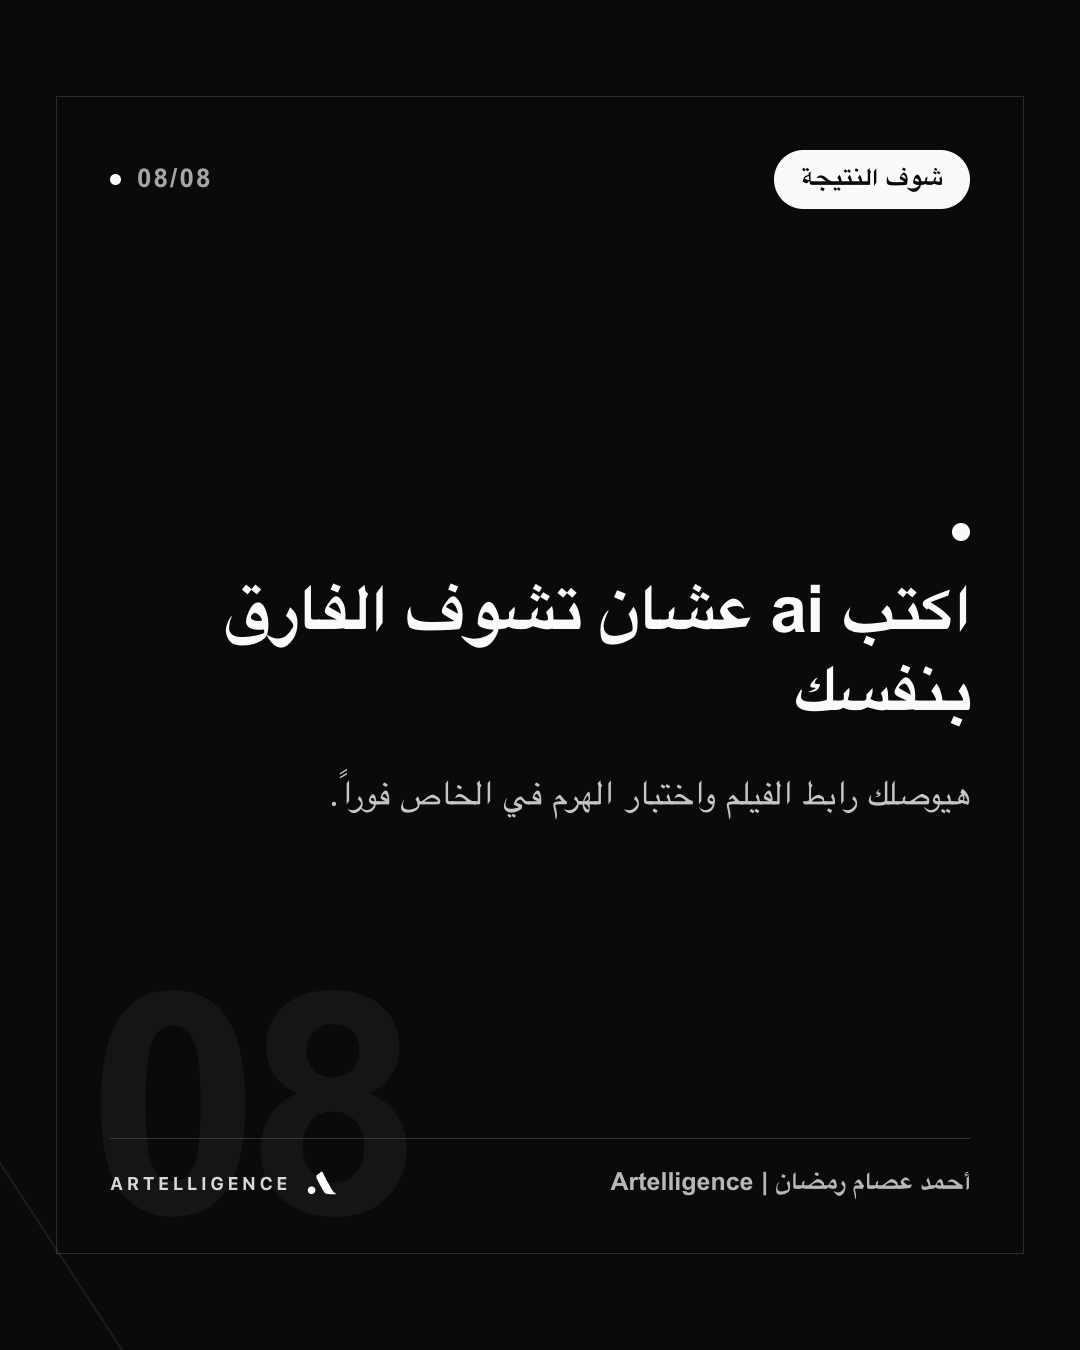 شوف النتيجة
08/08
اكتب ai عشان تشوف الفارق
بنفسك
هيوصلك رابط الفيلم واختبار الهرم في الخاص فوراً.
08
أحمد عصام رمضان | Artelligence
ARTELLIGENCE